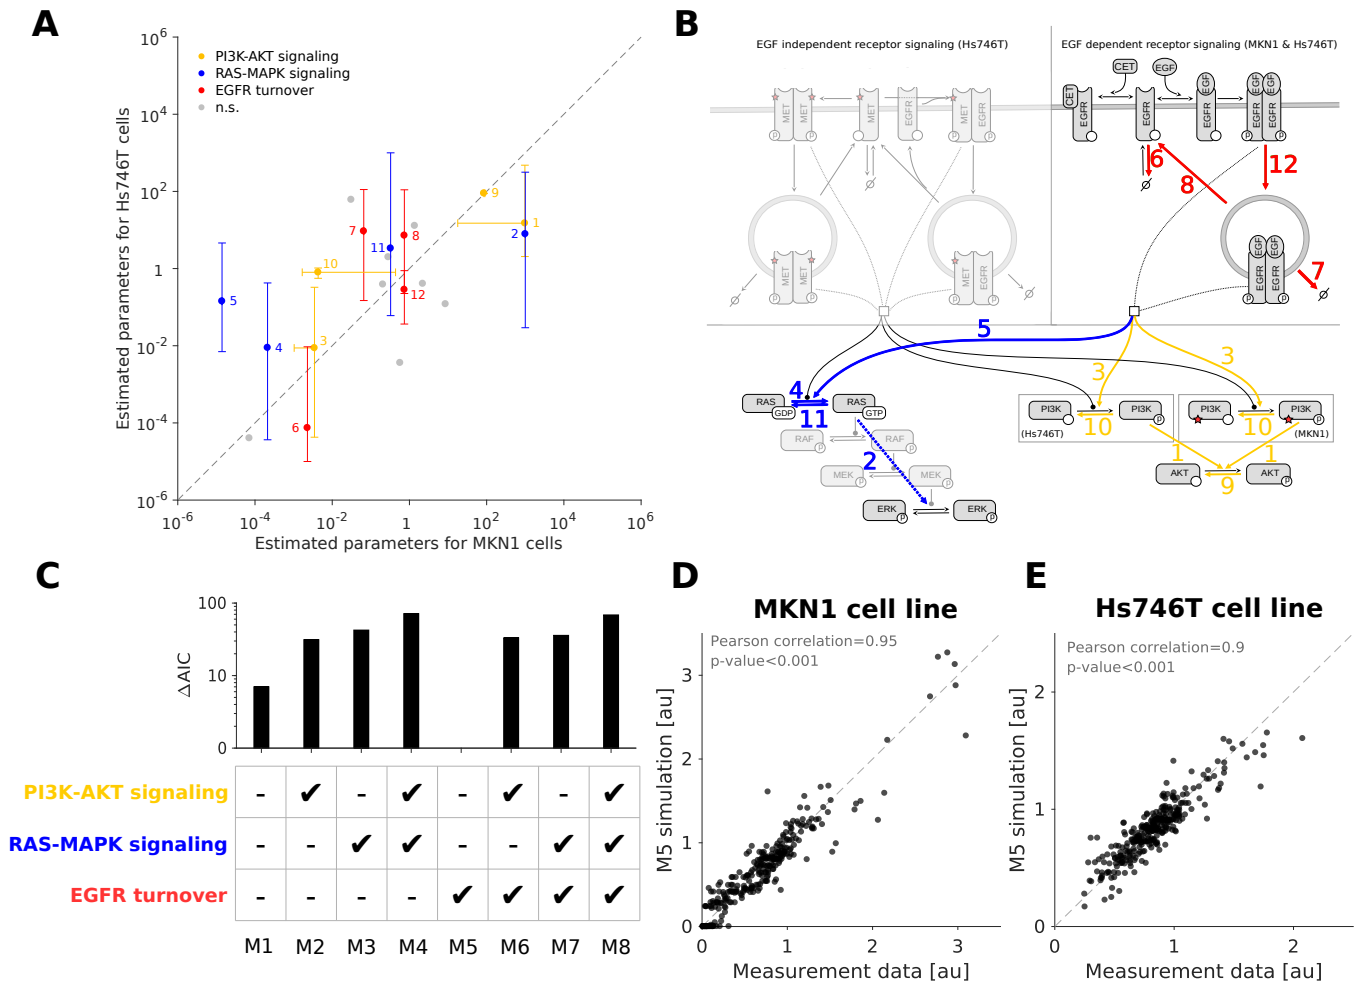 A
Estimated parameters for Hs746T cells
10^6
10^4
10^2
1
10^-2
10^-4
10^-6
PI3K-AKT signaling
RAS-MAPK signaling
EGFR turnover
n.s.
9
1
2
7
8
11
10
12
5
4
3
6
10^-6
10^-4
10^-2
1
10^2
10^4
10^6
Estimated parameters for MKN1 cells
B
EGF independent receptor signaling (Hs746T)
EGF dependent receptor signaling (MKN1 & Hs746T)
MET MET
p p
MET
EGFR
MET EGFR
p p
CET
EGF
CET
EGFR
EGFR
EGF
EGFR
EGF EGF
EGFR EGFR
p p
6
8
12
7
MET MET
p p
MET EGFR
p p
EGF EGF
EGFR EGFR
p p
5
3
3
4
11
RAS
GDP
RAS
GTP
RAF
p
RAF
p
2
MEK
p
MEK
p
ERK
p
ERK
p
PI3K
10
PI3K
p
(Hs746T)
PI3K
10
PI3K
p
(MKN1)
1
1
AKT
9
AKT
p
C
ΔAIC
100
10
0
PI3K-AKT signaling - ✔ - ✔ - ✔ - ✔
RAS-MAPK signaling - - ✔ ✔ - - ✔ ✔
EGFR turnover - - - - ✔ ✔ ✔ ✔
M1 M2 M3 M4 M5 M6 M7 M8
D
MKN1 cell line
Pearson correlation=0.95
p-value<0.001
M5 simulation [au]
3
2
1
0
0 1 2 3
Measurement data [au]
E
Hs746T cell line
Pearson correlation=0.9
p-value<0.001
M5 simulation [au]
2
1
0
0 1 2
Measurement data [au]